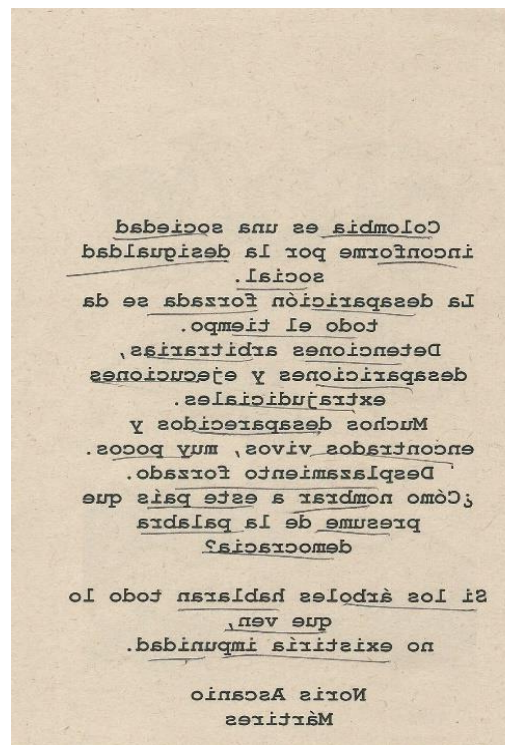 Colombia es una sociedad
inconforme por la desigualdad
social.
La desaparición forzada se da
todo el tiempo.
Detenciones arbitrarias,
desapariciones y ejecuciones
extrajudiciales.
Muchos desaparecidos y
encontrados vivos, muy pocos.
Desplazamiento forzado.
¿Cómo nombrar a este país que
presume de la palabra
democracia?
Si los árboles hablaran todo lo
que ven,
no existiría impunidad.
Noris Ascanio
Mártires